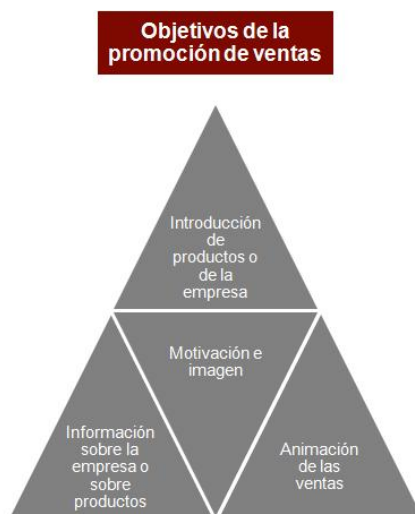 Objetivos de la
promoción de ventas
Introducción
de
productos o
de la
empresa
Motivación e
imagen
Información
sobre la
empresa o
sobre
productos
Animación
de las
ventas